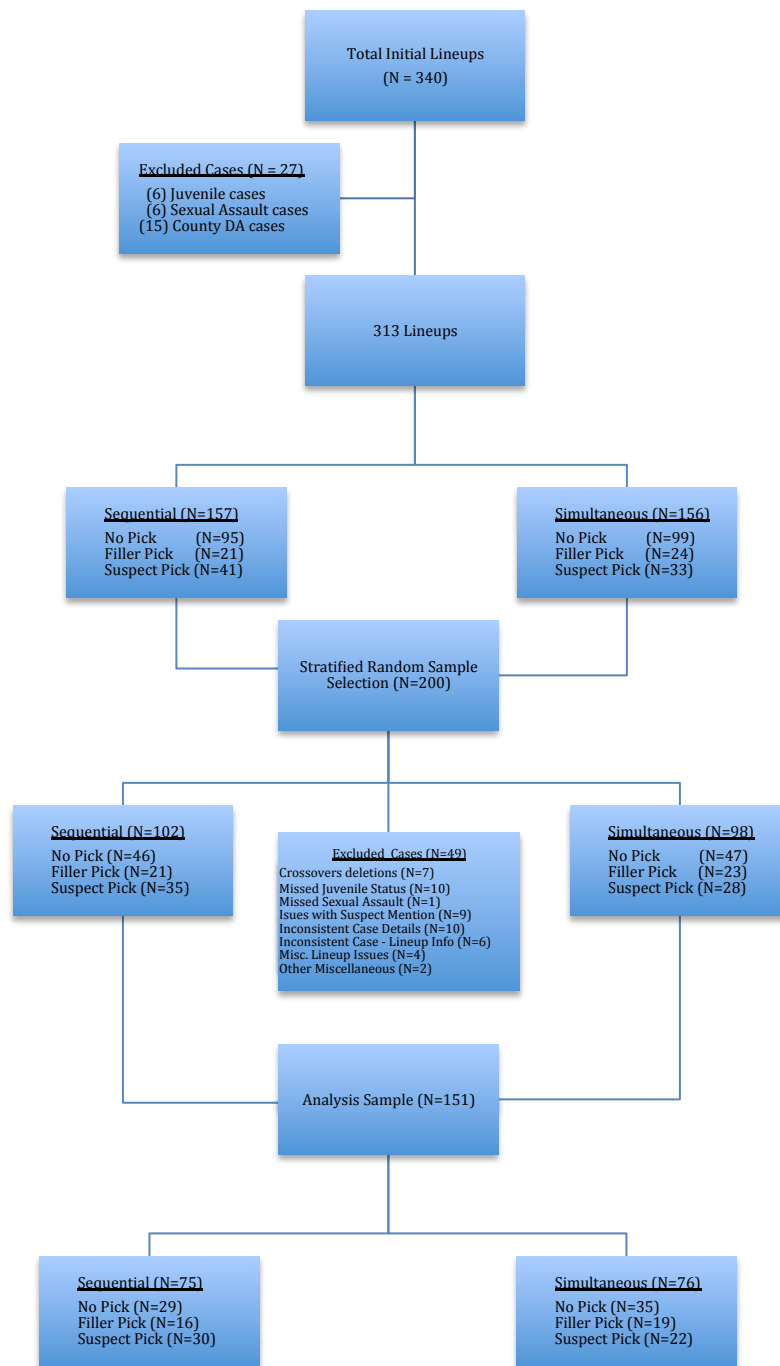 Total Initial Lineups
(N = 340)
Excluded Cases (N = 27)
(6) Juvenile cases
(6) Sexual Assault cases
(15) County DA cases
313 Lineups
Sequential (N=157)
No Pick (N=95)
Filler Pick (N=21)
Suspect Pick (N=41)
Simultaneous (N=156)
No Pick (N=99)
Filler Pick (N=24)
Suspect Pick (N=33)
Stratified Random Sample
Selection (N=200)
Sequential (N=102)
No Pick (N=46)
Filler Pick (N=21)
Suspect Pick (N=35)
Excluded Cases (N=49)
Crossovers deletions (N=7)
Missed Juvenile Status (N=10)
Missed Sexual Assault (N=1)
Isues with Suspect Mention (N=9)
Inconsistent Case Details (N=10)
Inconsistent Case - Lineup Info (N=6)
Misc. Lineup Issues (N=4)
Other Miscellaneous (N=2)
Simultaneous (N=98)
No Pick (N=47)
Filler Pick (N=23)
Suspect Pick (N=28)
Analysis Sample (N=151)
Sequential (N=75)
No Pick (N=29)
Filler Pick (N=16)
Suspect Pick (N=30)
Simultaneous (N=76)
No Pick (N=35)
Filler Pick (N=19)
Suspect Pick (N=22)